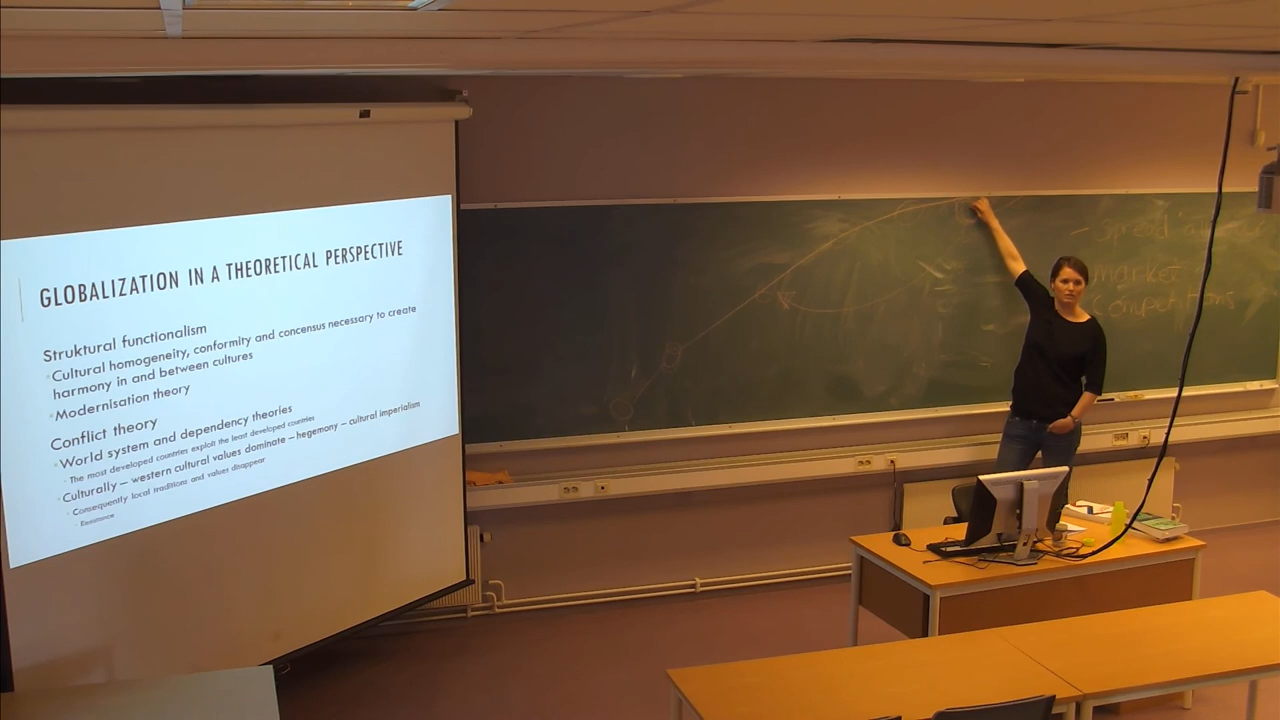 GLOBALIZATION IN A THEORETICAL PERSPECTIVE
Struktural functionalism
Cultural homogeneity, conformity and concensus necessary to create
harmony in and between cultures
Modernisation theory
Conflict theory
World system and dependency theories
The most developed countries exploit the least developed countries
Culturally – western cultural values dominate – hegemony – cultural imperialism
Consequently local traditions and values disappear
- Spread
market